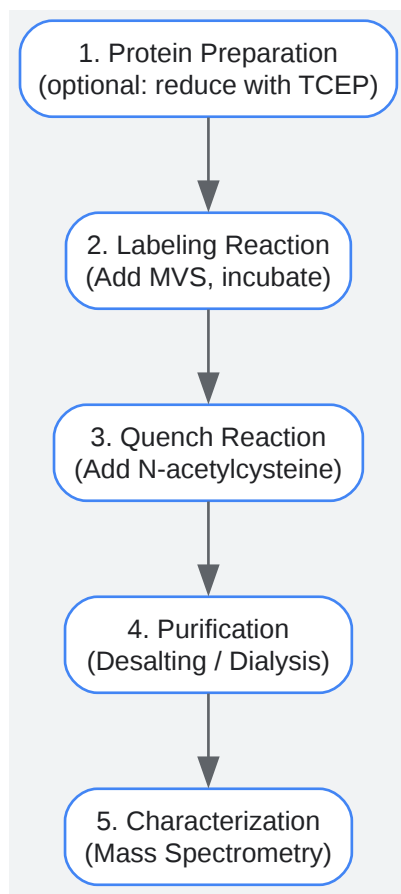 1. Protein Preparation
(optional: reduce with TCEP)
2. Labeling Reaction
(Add MVS, incubate)
3. Quench Reaction
(Add N-acetylcysteine)
4. Purification
(Desalting / Dialysis)
5. Characterization
(Mass Spectrometry)